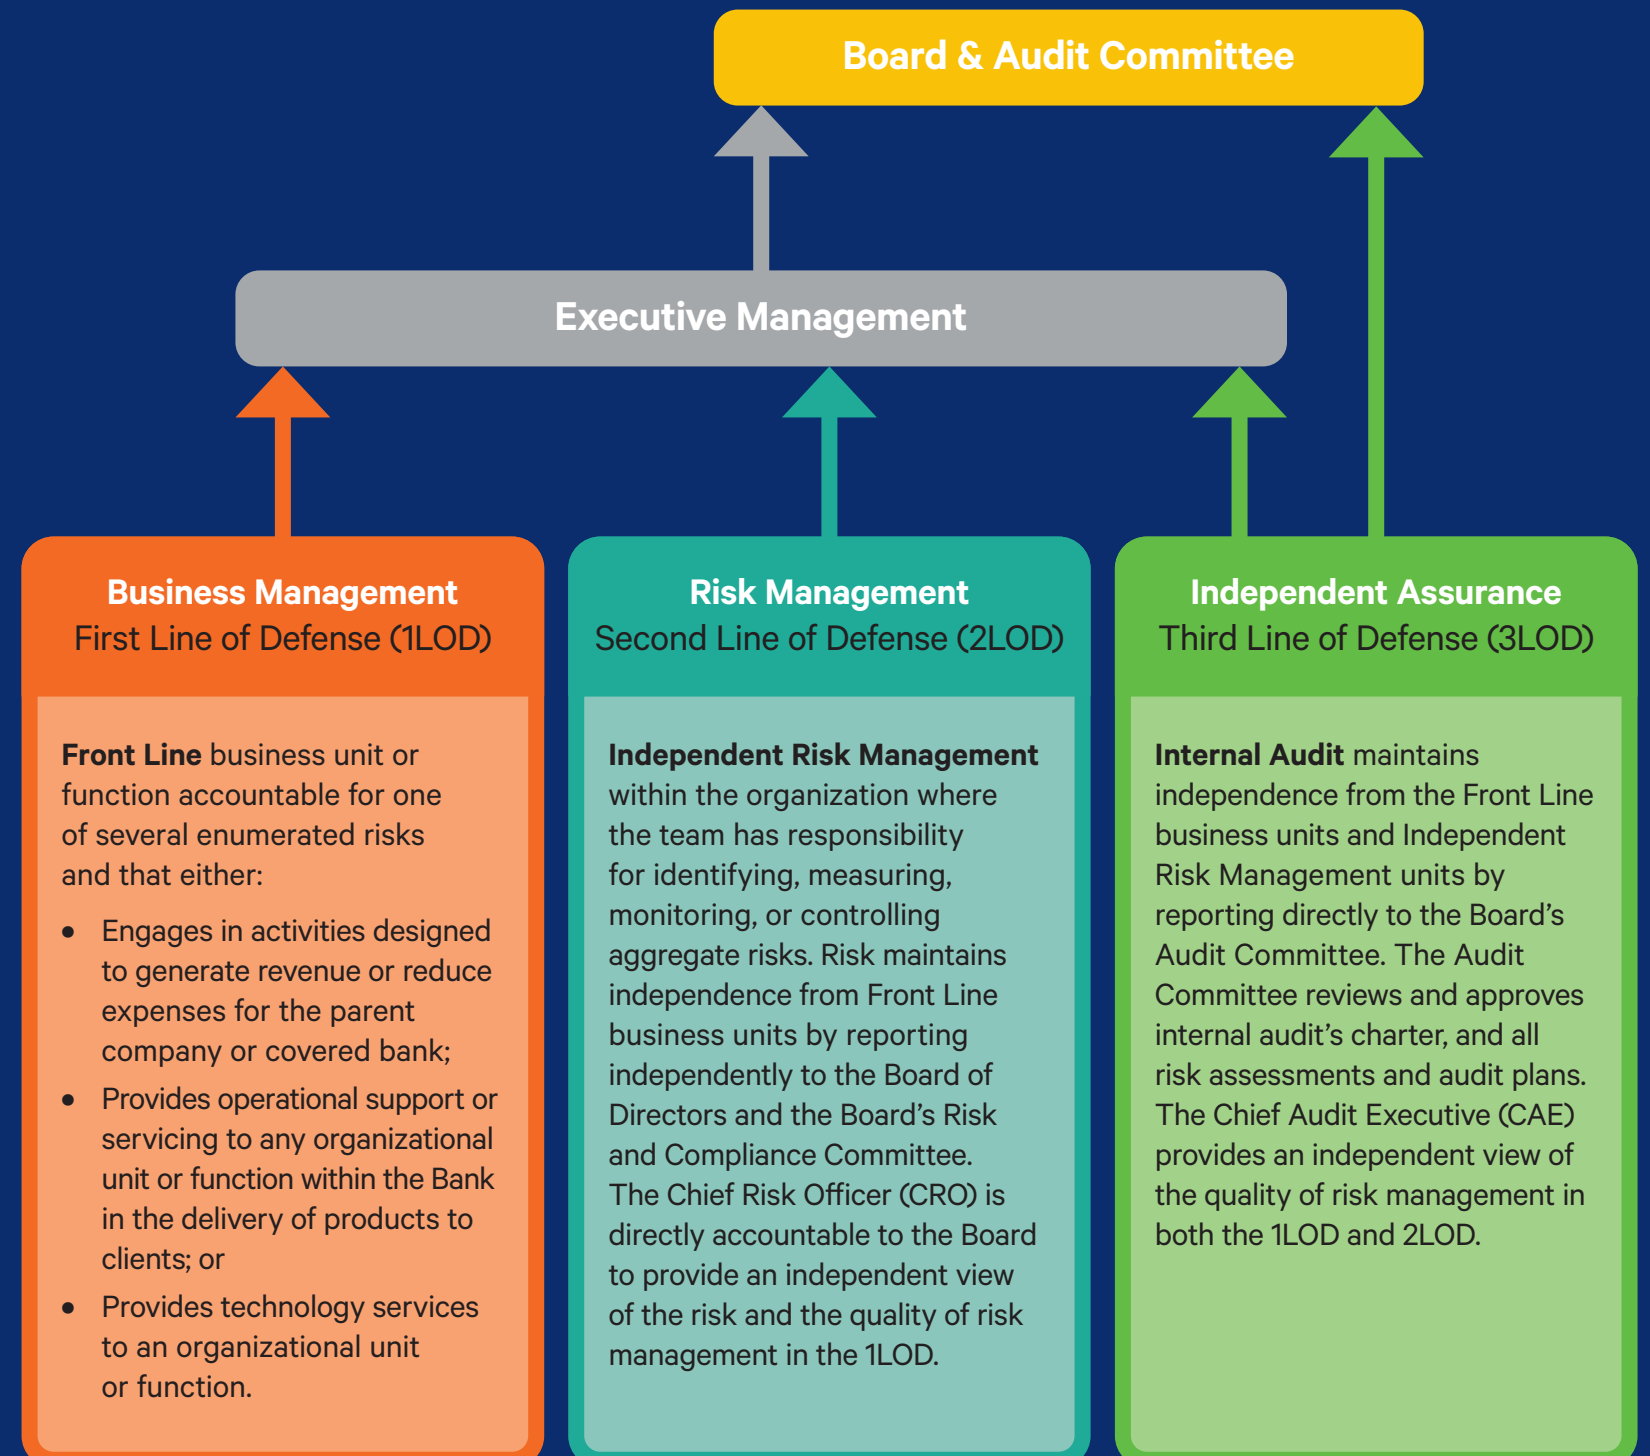 Board & Audit Committee
Executive Management
Business Management
First Line of Defense (1LOD)
Front Line business unit or
function accountable for one
of several enumerated risks
and that either:
• Engages in activities designed
to generate revenue or reduce
expenses for the parent
company or covered bank;
• Provides operational support or
servicing to any organizational
unit or function within the Bank
in the delivery of products to
clients; or
• Provides technology services
to an organizational unit
or function.
Risk Management
Second Line of Defense (2LOD)
Independent Risk Management
within the organization where
the team has responsibility
for identifying, measuring,
monitoring, or controlling
aggregate risks. Risk maintains
independence from Front Line
business units by reporting
independently to the Board of
Directors and the Board’s Risk
and Compliance Committee.
The Chief Risk Officer (CRO) is
directly accountable to the Board
to provide an independent view
of the risk and the quality of risk
management in the 1LOD.
Independent Assurance
Third Line of Defense (3LOD)
Internal Audit maintains
independence from the Front Line
business units and Independent
Risk Management units by
reporting directly to the Board’s
Audit Committee. The Audit
Committee reviews and approves
internal audit’s charter, and all
risk assessments and audit plans.
The Chief Audit Executive (CAE)
provides an independent view of
the quality of risk management in
both the 1LOD and 2LOD.